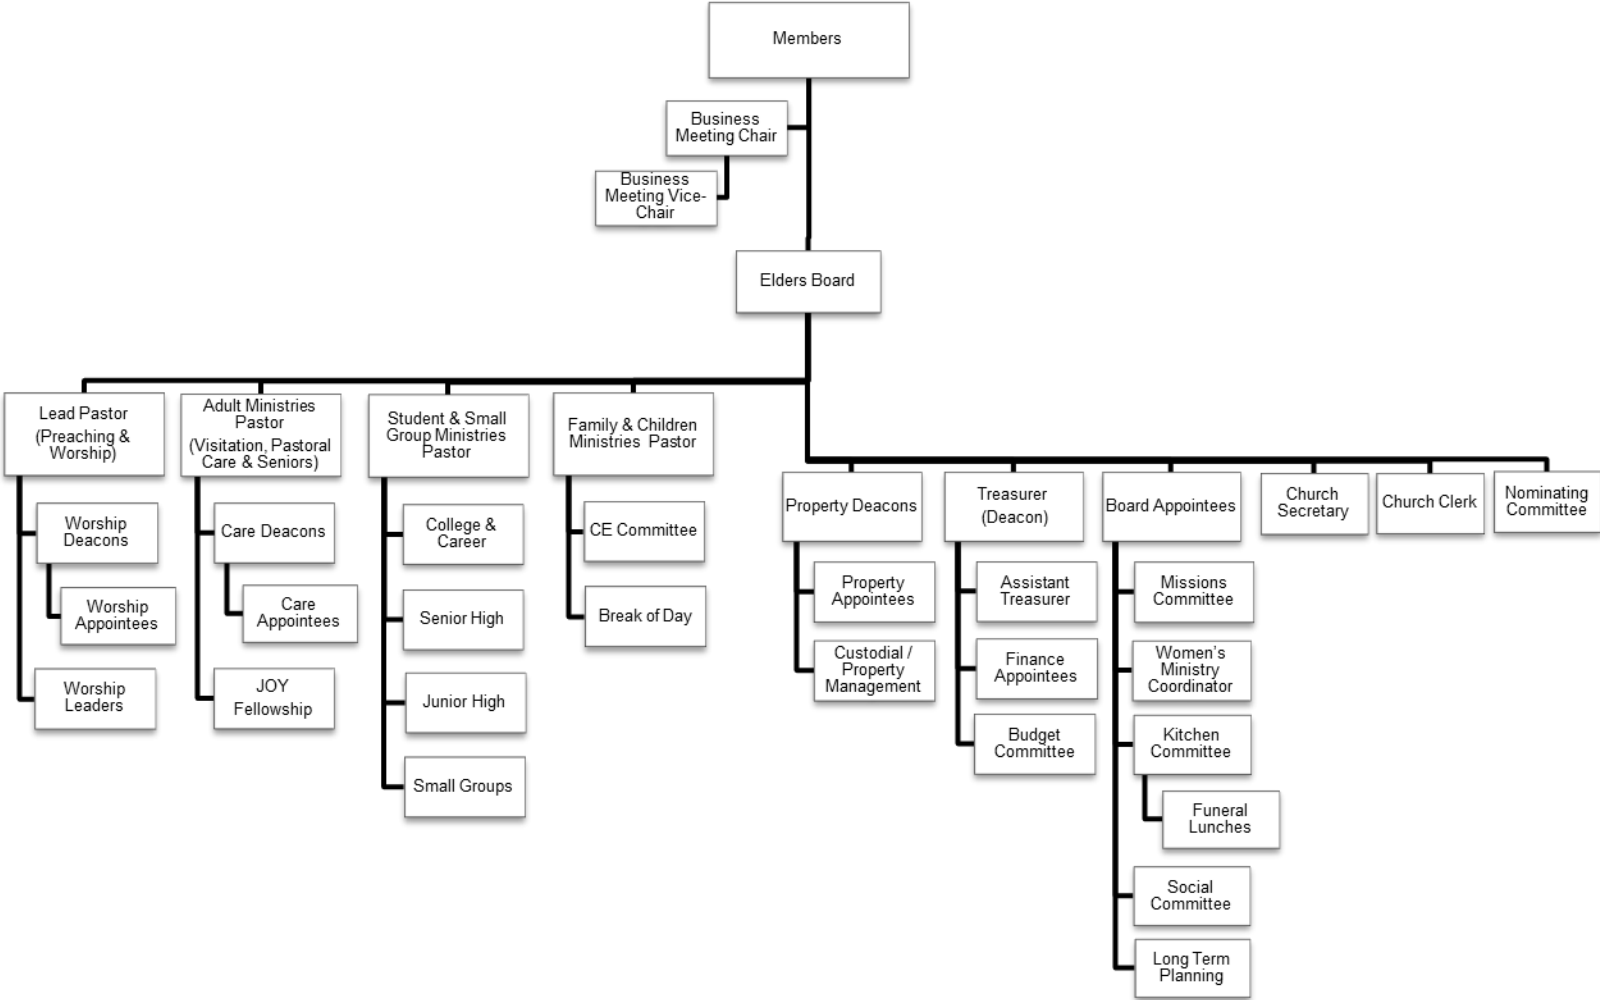 Members
Business
Meeting Chair
Business
Meeting Vice-
Chair
Elders Board
Lead Pastor
(Preaching &
Worship)
Worship
Deacons
Worship
Appointees
Worship
Leaders
Adult Ministries
Pastor
(Visitation, Pastoral
Care & Seniors)
Care Deacons
Care
Appointees
JOY
Fellowship
Student & Small
Group Ministries
Pastor
College &
Career
Senior High
Junior High
Small Groups
Family & Children
Ministries Pastor
CE Committee
Break of Day
Property Deacons
Property
Appointees
Custodial /
Property
Management
Treasurer
(Deacon)
Assistant
Treasurer
Finance
Appointees
Budget
Committee
Board Appointees
Missions
Committee
Women’s
Ministry
Coordinator
Kitchen
Committee
Funeral
Lunches
Social
Committee
Long Term
Planning
Church
Secretary
Church Clerk
Nominating
Committee